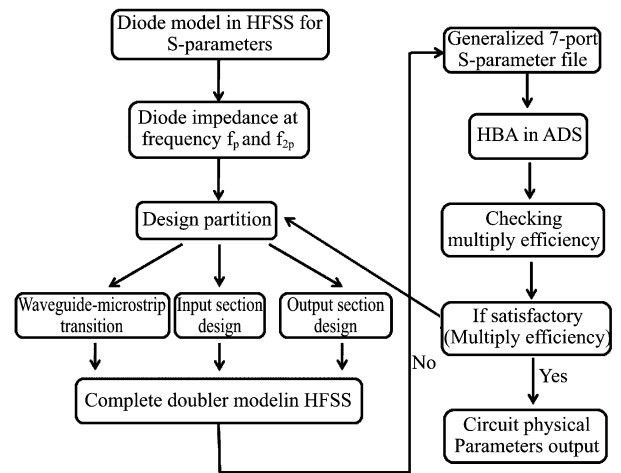 Diode model in HFSS for
S-parameters
Diode impedance at
frequency fp and f2p
Design partition
Waveguide-microstrip
transition
Input section
design
Output section
design
Complete doubler modelin HFSS
Generalized 7-port
S-parameter file
HBA in ADS
Checking
multiply efficiency
If satisfactory
(Multiply efficiency)
No
Yes
Circuit physical
Parameters output